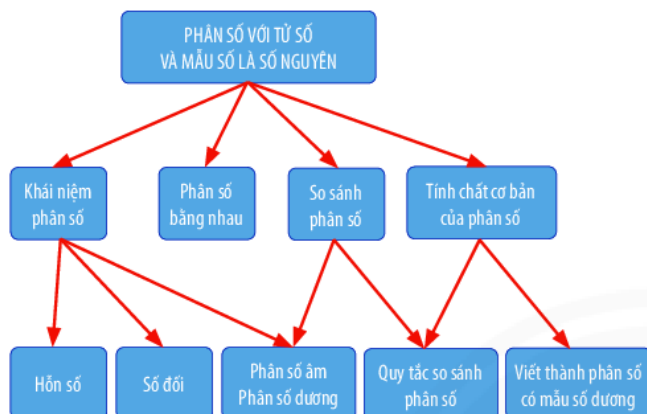 PHÂN SỐ VỚI TỬ SỐ
VÀ MẪU SỐ LÀ SỐ NGUYÊN
Khái niệm
phân số
Phân số
bằng nhau
So sánh
phân số
Tính chất cơ bản
của phân số
Hỗn số
Số đối
Phân số âm
Phân số dương
Quy tắc so sánh
phân số
Viết thành phân số
có mẫu số dương